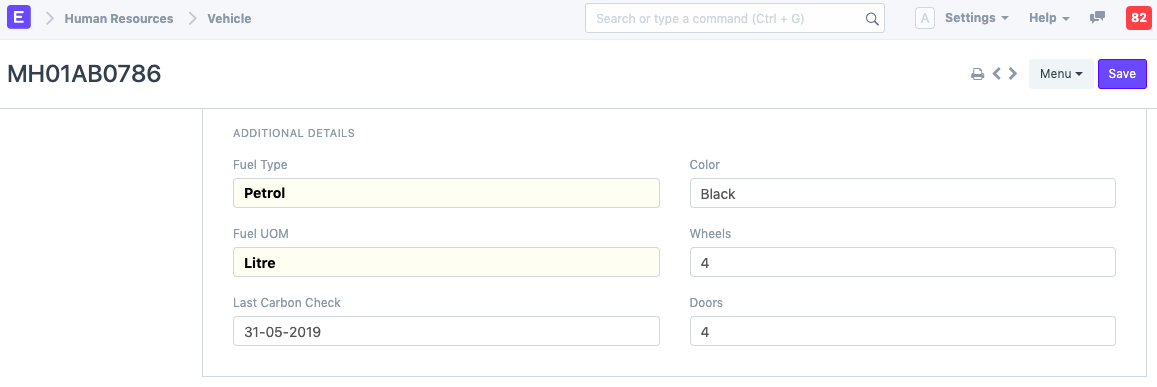 E Human Resources Vehicle Search or type a command (Ctrl + G) A Settings Help 82
MH01AB0786 Menu Save
ADDITIONAL DETAILS
Fuel Type Color
Petrol Black
Fuel UOM Wheels
Litre 4
Last Carbon Check Doors
31-05-2019 4